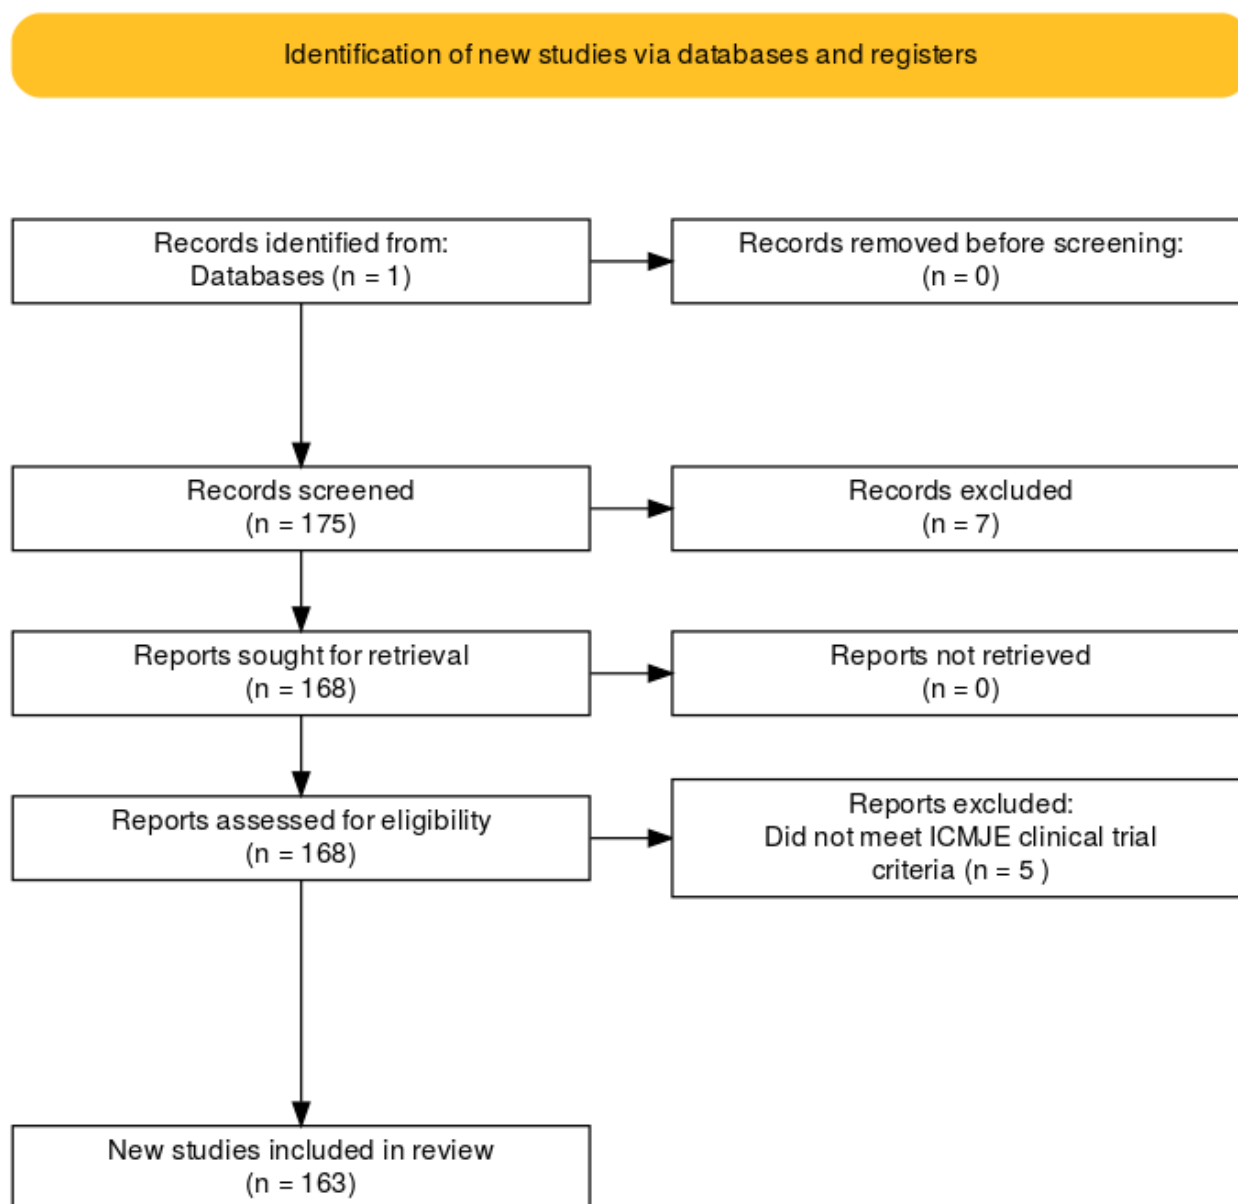 Identification of new studies via databases and registers
Records identified from:
Databases (n = 1)
Records removed before screening:
(n = 0)
Records screened
(n = 175)
Records excluded
(n = 7)
Reports sought for retrieval
(n = 168)
Reports not retrieved
(n = 0)
Reports assessed for eligibility
(n = 168)
Reports excluded:
Did not meet ICMJE clinical trial
criteria (n = 5 )
New studies included in review
(n = 163)